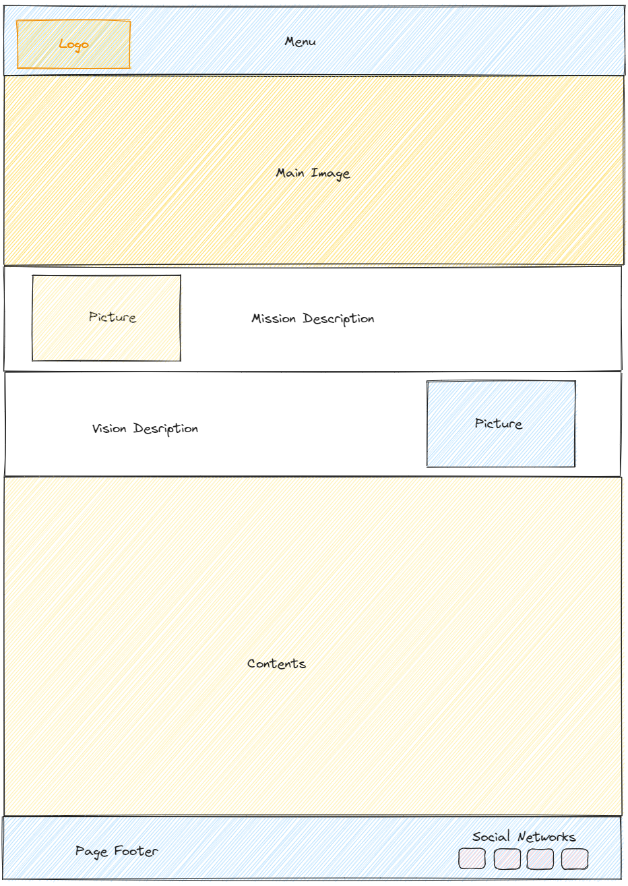 Logo
Menu
Main Image
Picture
Mission Description
Vision Desription
Picture
Contents
Page Footer
Social Networks